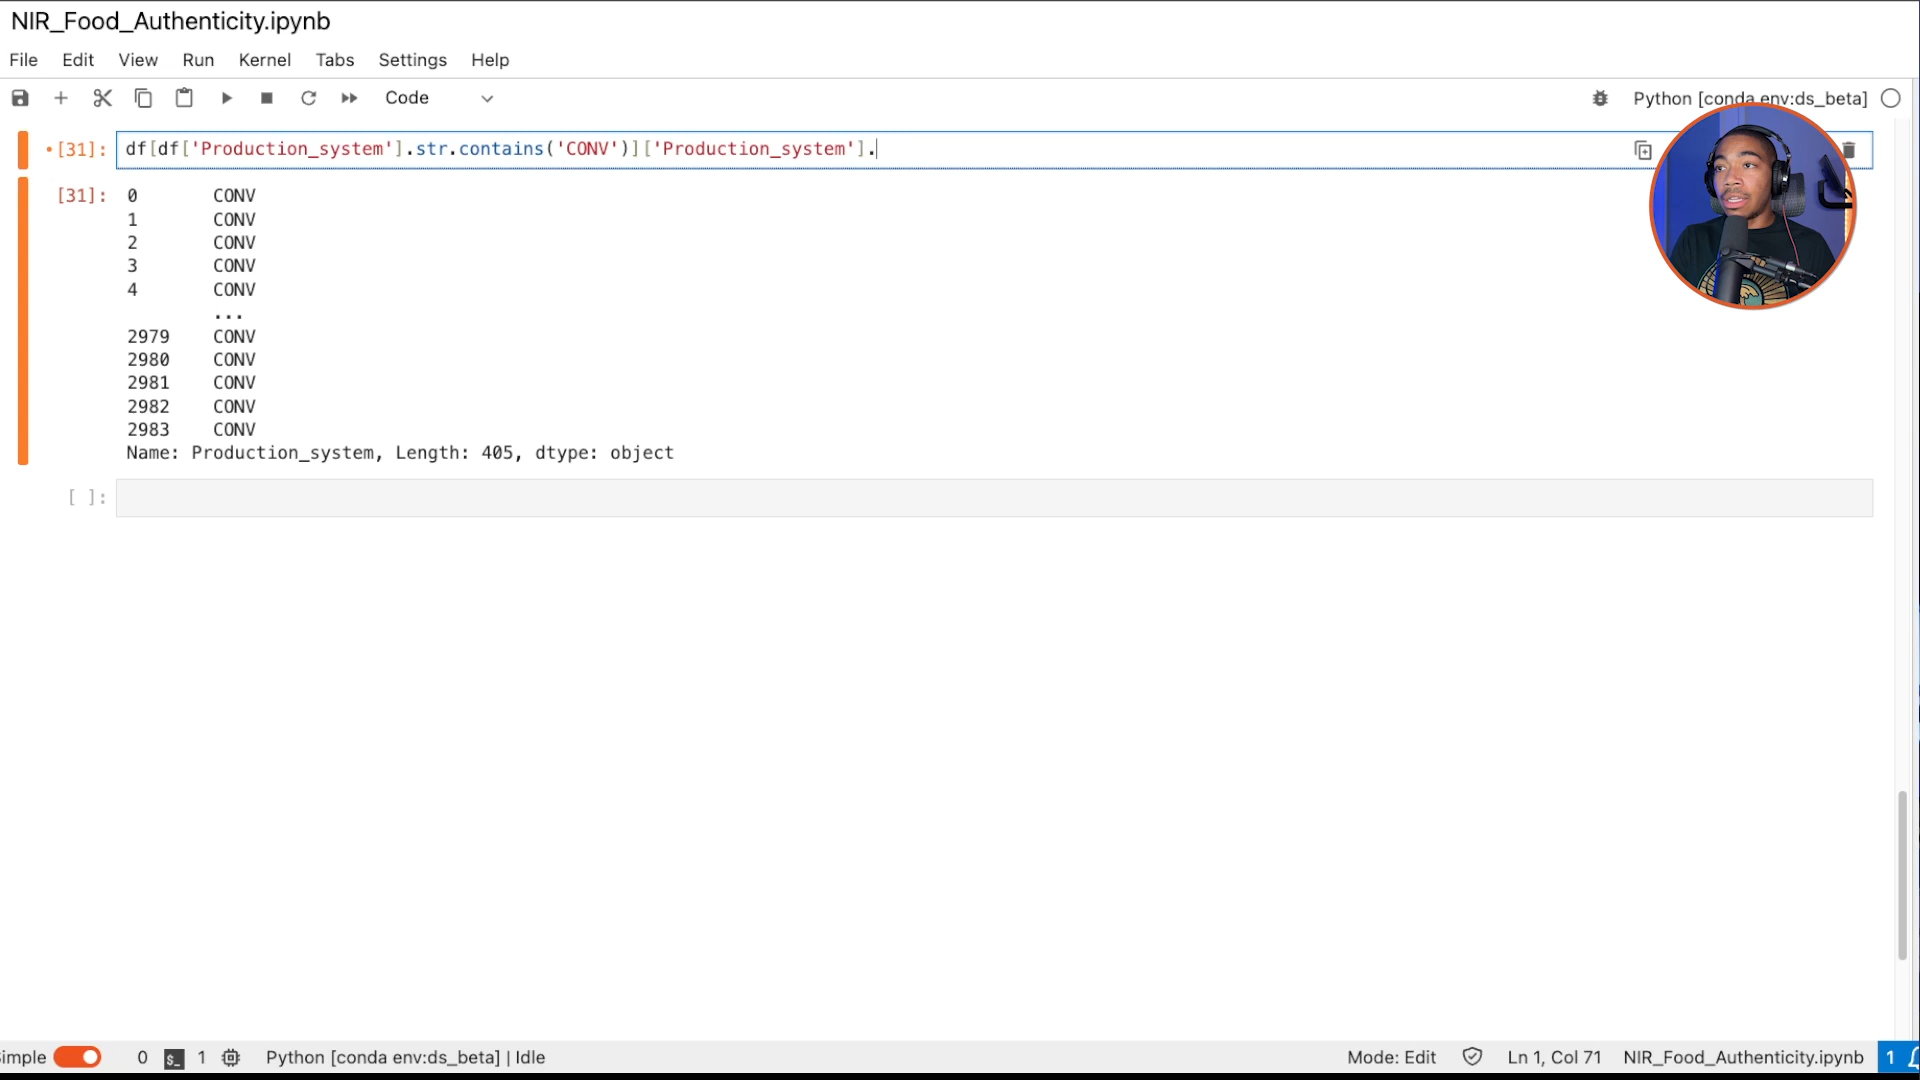 NIR_Food_Authenticity.ipynb
File Edit View Run Kernel Tabs Settings Help
Code Python [conda env:ds_beta]
[31]: df[df['Production_system'].str.contains('CONV')]['Production_system'].
[31]: 0 CONV
1 CONV
2 CONV
3 CONV
4 CONV
...
2979 CONV
2980 CONV
2981 CONV
2982 CONV
2983 CONV
Name: Production_system, Length: 405, dtype: object
[ ]:
imple 0 $_ 1 Python [conda env:ds_beta] | Idle Mode: Edit Ln 1, Col 71 NIR_Food_Authenticity.ipynb 1